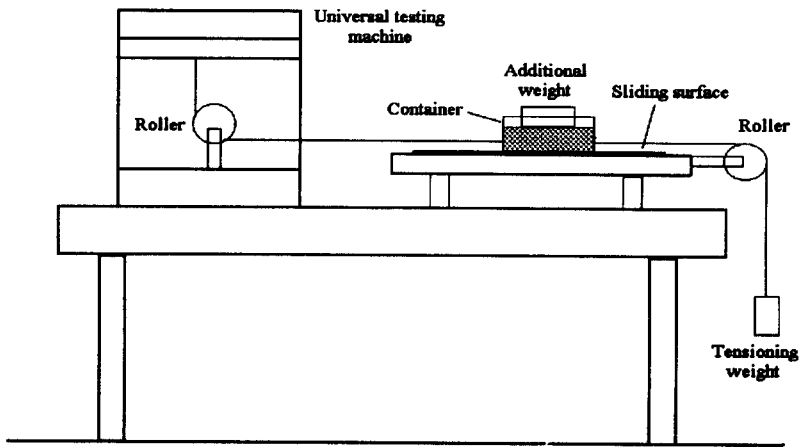 Universal testing
machine
Additional
weight
Container
Sliding surface
Roller
Roller
Tensioning
weight